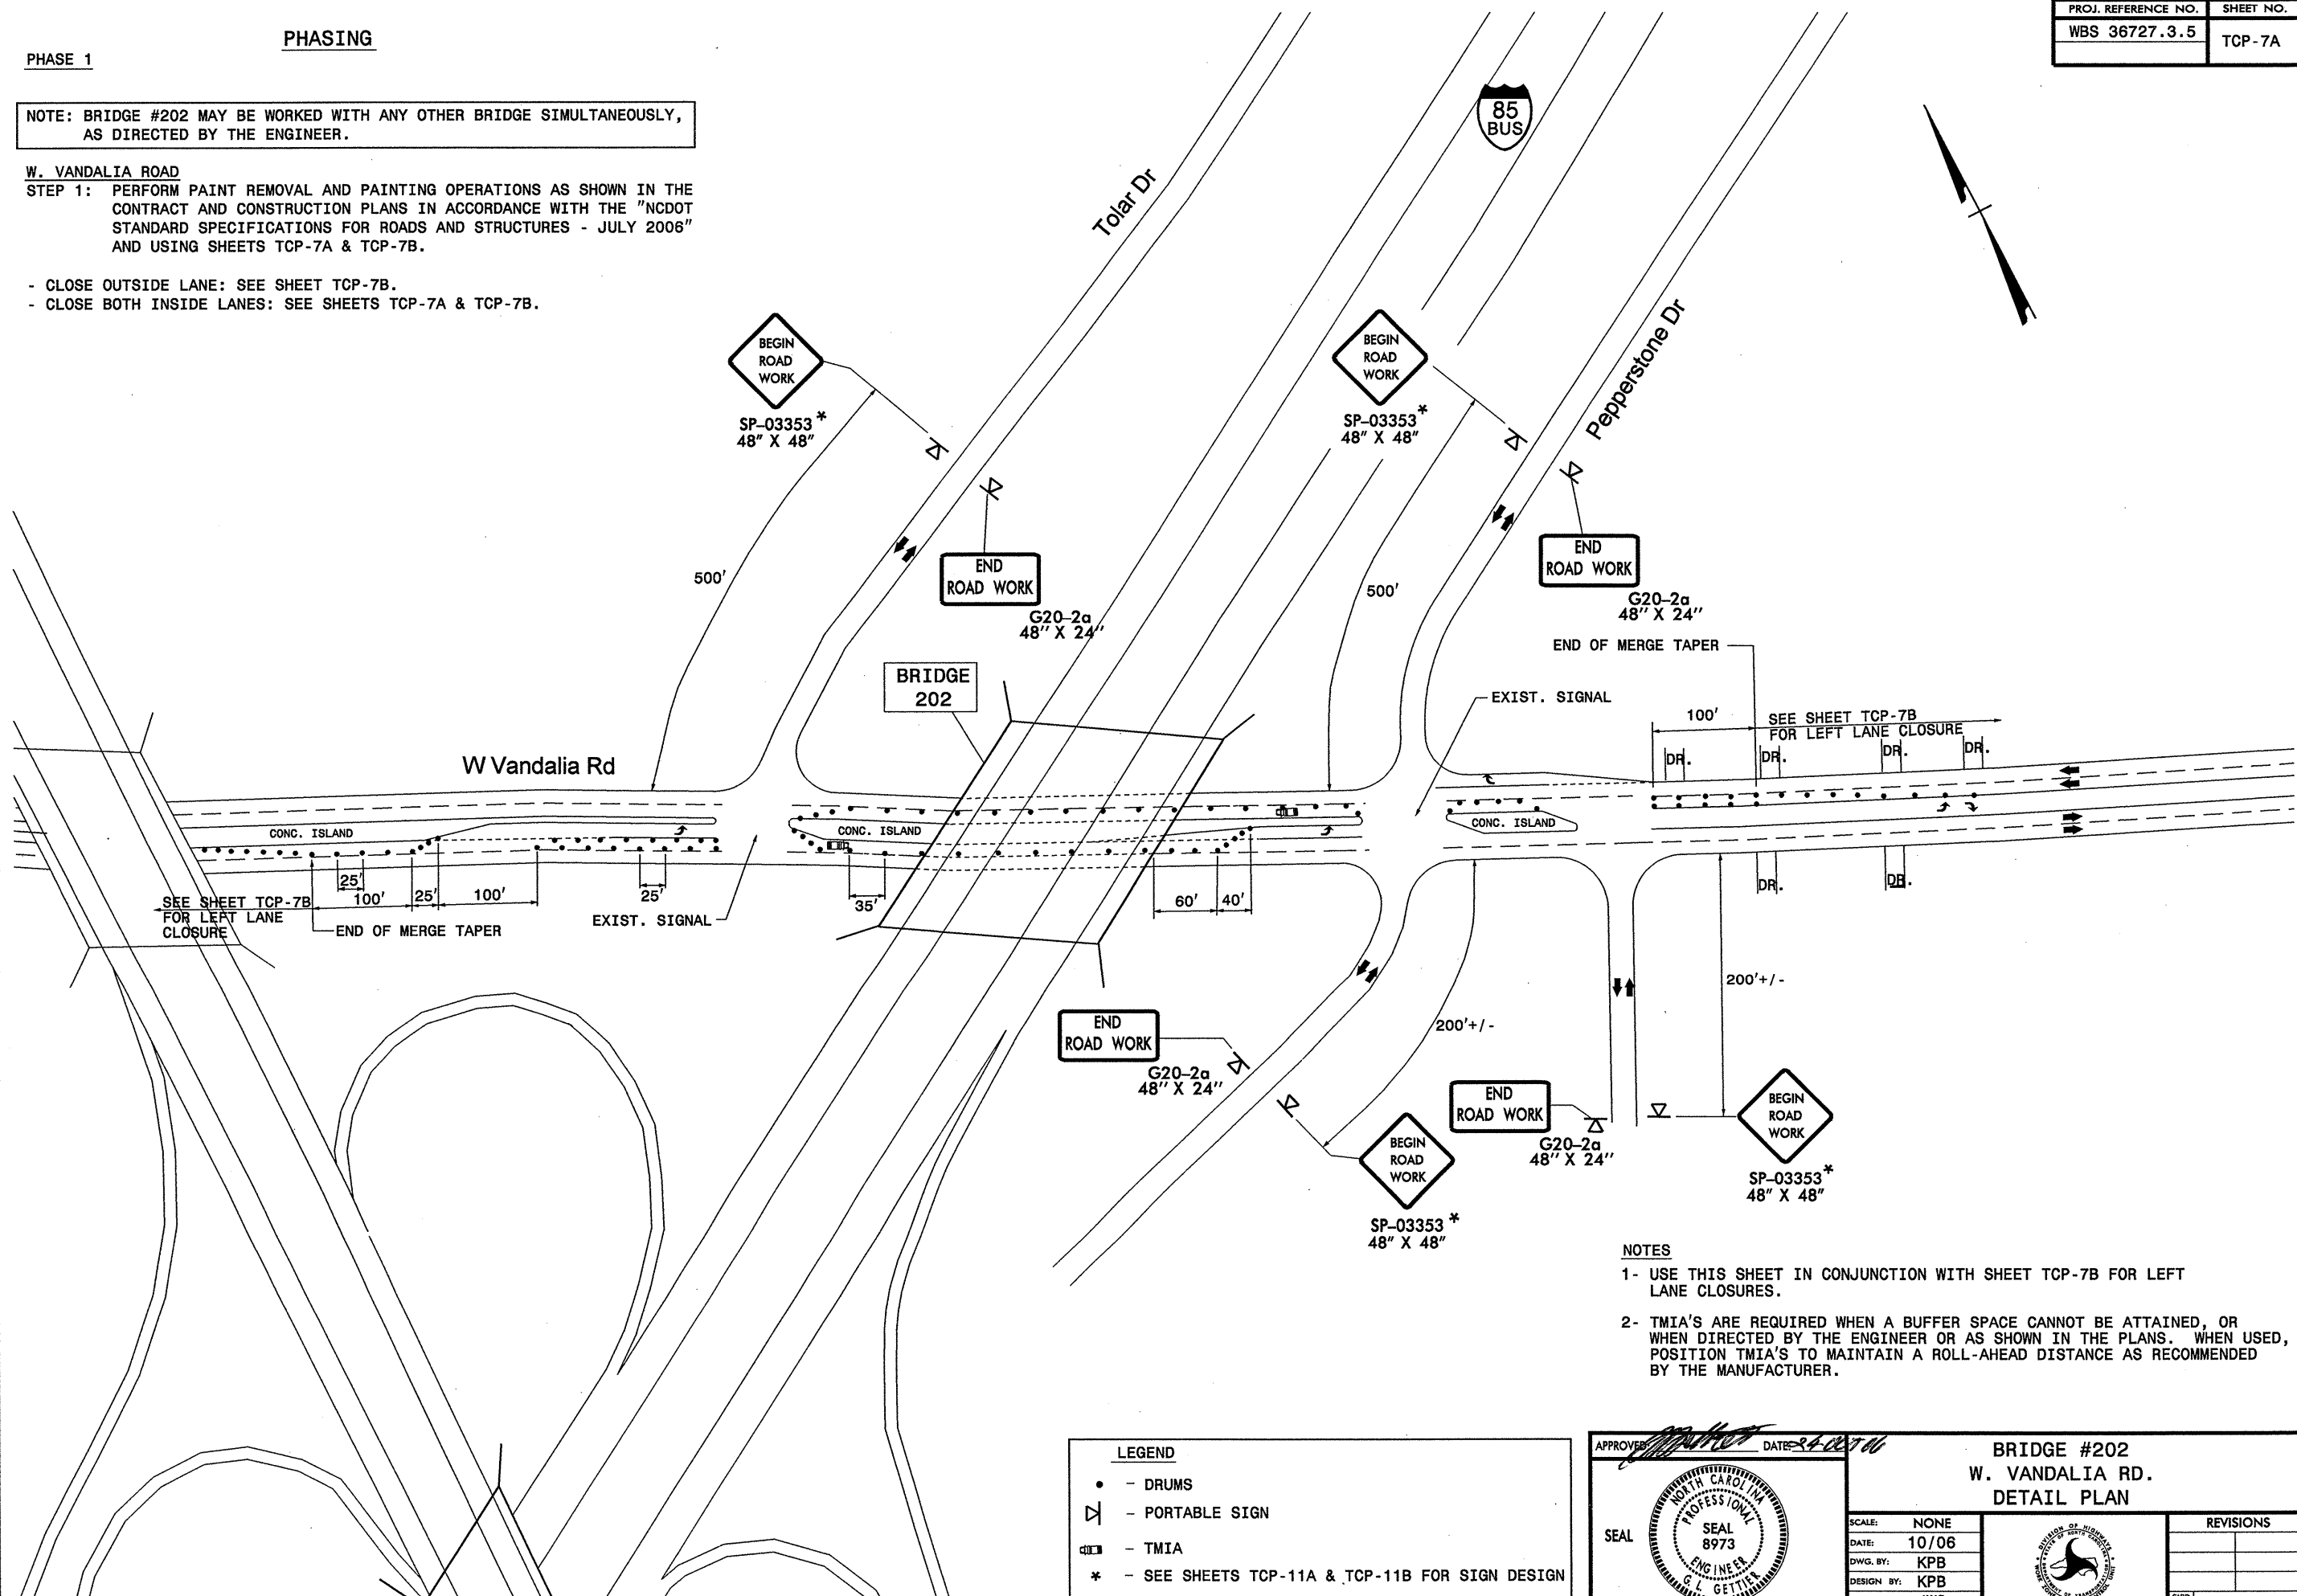 PROJ. REFERENCE NO.
SHEET NO.
WBS 36727.3.5
TCP-7A
PHASING
PHASE 1
NOTE: BRIDGE #202 MAY BE WORKED WITH ANY OTHER BRIDGE SIMULTANEOUSLY,
AS DIRECTED BY THE ENGINEER.
W. VANDALIA ROAD
STEP 1: PERFORM PAINT REMOVAL AND PAINTING OPERATIONS AS SHOWN IN THE
CONTRACT AND CONSTRUCTION PLANS IN ACCORDANCE WITH THE "NCDOT
STANDARD SPECIFICATIONS FOR ROADS AND STRUCTURES - JULY 2006"
AND USING SHEETS TCP-7A & TCP-7B.
- CLOSE OUTSIDE LANE: SEE SHEET TCP-7B.
- CLOSE BOTH INSIDE LANES: SEE SHEETS TCP-7A & TCP-7B.
85
BUS
Tolar Dr
Pepperstone Dr
BEGIN
ROAD
WORK
SP-03353*
48" X 48"
BEGIN
ROAD
WORK
SP-03353*
48" X 48"
500'
500'
END
ROAD WORK
G20-2a
48" X 24"
END
ROAD WORK
G20-2a
48" X 24"
END OF MERGE TAPER
BRIDGE
202
EXIST. SIGNAL
100'
SEE SHEET TCP-7B
FOR LEFT LANE CLOSURE
DR.
DR.
DR.
DR.
W Vandalia Rd
CONC. ISLAND
CONC. ISLAND
CONC. ISLAND
25'
100'
25'
100'
25'
35'
60'
40'
DR.
DR.
SEE SHEET TCP-7B
FOR LEFT LANE
CLOSURE
END OF MERGE TAPER
EXIST. SIGNAL
200'+/-
200'+/-
END
ROAD WORK
G20-2a
48" X 24"
END
ROAD WORK
G20-2a
48" X 24"
BEGIN
ROAD
WORK
SP-03353*
48" X 48"
BEGIN
ROAD
WORK
SP-03353*
48" X 48"
NOTES
1- USE THIS SHEET IN CONJUNCTION WITH SHEET TCP-7B FOR LEFT
LANE CLOSURES.
2- TMIA'S ARE REQUIRED WHEN A BUFFER SPACE CANNOT BE ATTAINED, OR
WHEN DIRECTED BY THE ENGINEER OR AS SHOWN IN THE PLANS. WHEN USED,
POSITION TMIA'S TO MAINTAIN A ROLL-AHEAD DISTANCE AS RECOMMENDED
BY THE MANUFACTURER.
LEGEND
- DRUMS
- PORTABLE SIGN
- TMIA
* - SEE SHEETS TCP-11A & TCP-11B FOR SIGN DESIGN
APPROVED:
DATE: 24 OCT 06
SEAL
NORTH CAROLINA
PROFESSIONAL
SEAL
8973
ENGINEER
G. L. GETTIER
BRIDGE #202
W. VANDALIA RD.
DETAIL PLAN
SCALE: NONE
DATE: 10/06
DWG. BY: KPB
DESIGN BY: KPB
REVISIONS
DIVISION OF HIGHWAYS